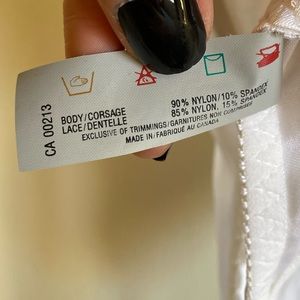 CA 00213
BODY/CORSAGE 90% NYLON/10% SPANDEX
LACE/DENTELLE 85% NYLON, 15% SPANDEX
EXCLUSIVE OF TRIMMINGS/GARNITURES NON COMPRISES
MADE IN/FABRIQUÉ AU CANADA